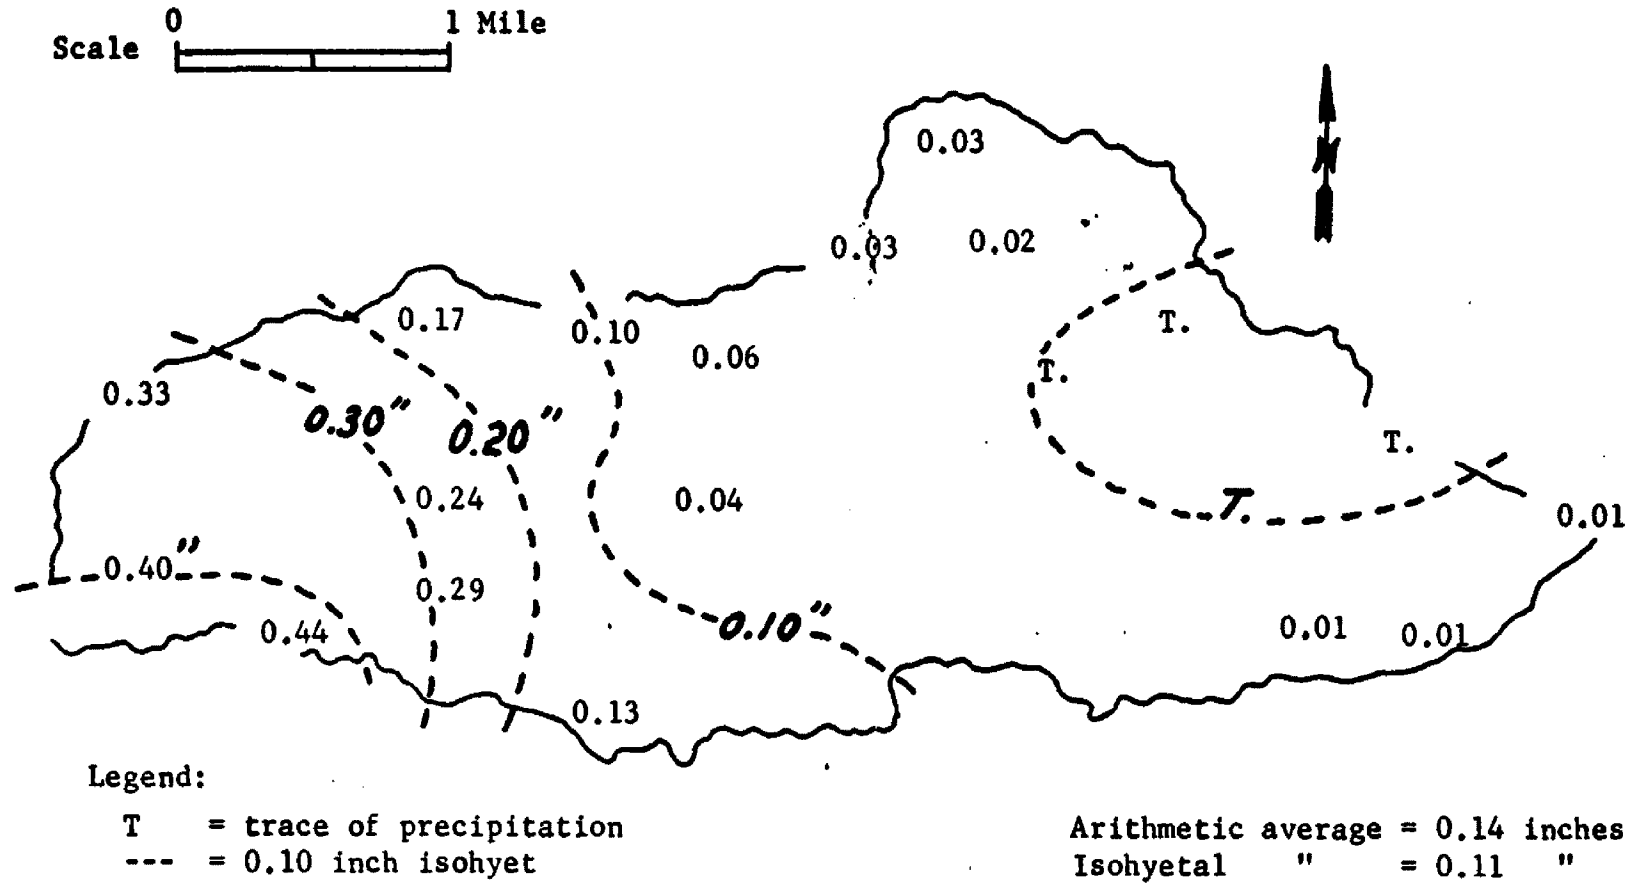 0 1 Mile
Scale
N
0.03
0.03 0.02
0.17 0.10 T.
0.06
T.
0.33
0.30" 0.20"
T.
0.24 0.04 T.
0.01
0.40"
0.29
0.44 0.10" 0.01 0.01
0.13
Legend:
T = trace of precipitation
--- = 0.10 inch isohyet
Arithmetic average = 0.14 inches
Isohyetal " = 0.11 "